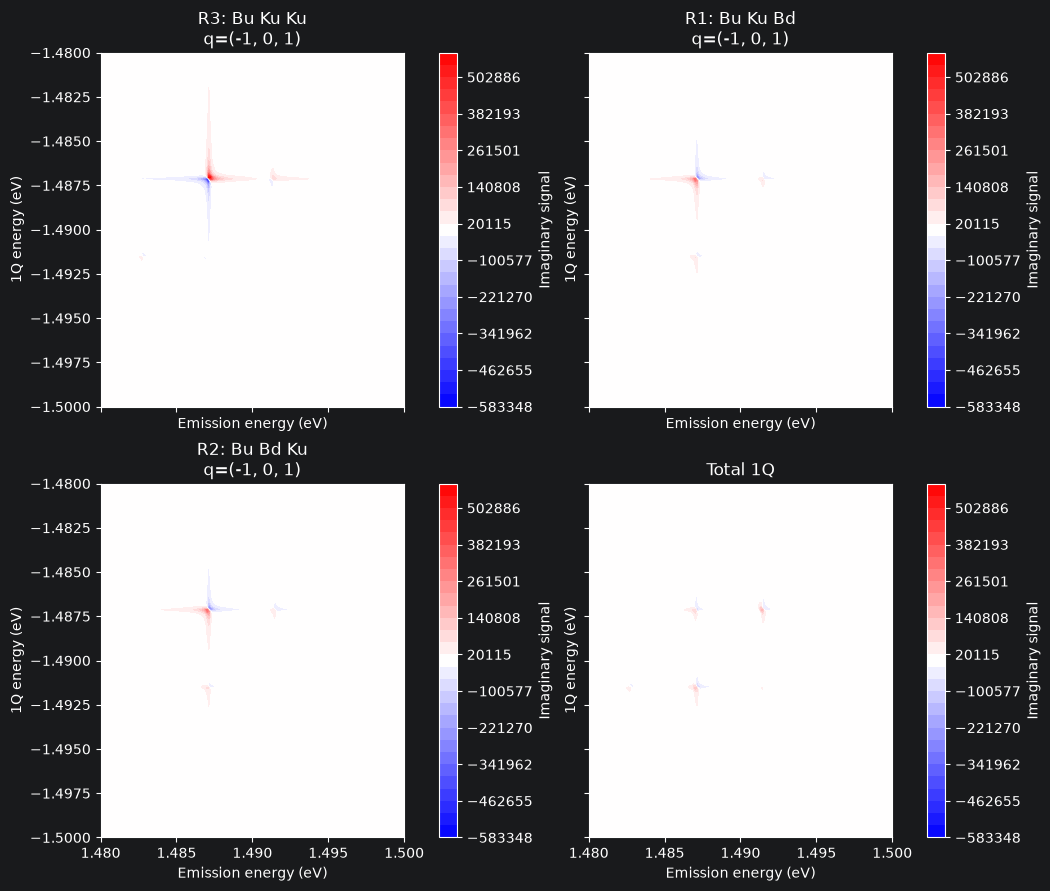 R3: Bu Ku Ku
q=(-1, 0, 1)
−1.4800
−1.4825
−1.4850
−1.4875
−1.4900
−1.4925
−1.4950
−1.4975
−1.5000
1Q energy (eV)
Emission energy (eV)
502886
382193
261501
140808
20115
−100577
−221270
−341962
−462655
−583348
Imaginary signal
R1: Bu Ku Bd
q=(-1, 0, 1)
1Q energy (eV)
Emission energy (eV)
502886
382193
261501
140808
20115
−100577
−221270
−341962
−462655
−583348
Imaginary signal
R2: Bu Bd Ku
q=(-1, 0, 1)
−1.4800
−1.4825
−1.4850
−1.4875
−1.4900
−1.4925
−1.4950
−1.4975
−1.5000
1Q energy (eV)
1.480 1.485 1.490 1.495 1.500
Emission energy (eV)
502886
382193
261501
140808
20115
−100577
−221270
−341962
−462655
−583348
Imaginary signal
Total 1Q
1Q energy (eV)
1.480 1.485 1.490 1.495 1.500
Emission energy (eV)
502886
382193
261501
140808
20115
−100577
−221270
−341962
−462655
−583348
Imaginary signal